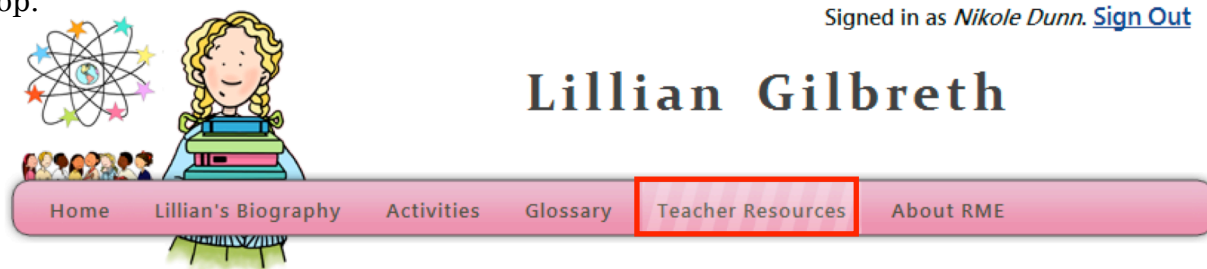 op.
Signed in as Nikole Dunn. Sign Out
Lillian Gilbreth
Home Lillian's Biography Activities Glossary Teacher Resources About RME